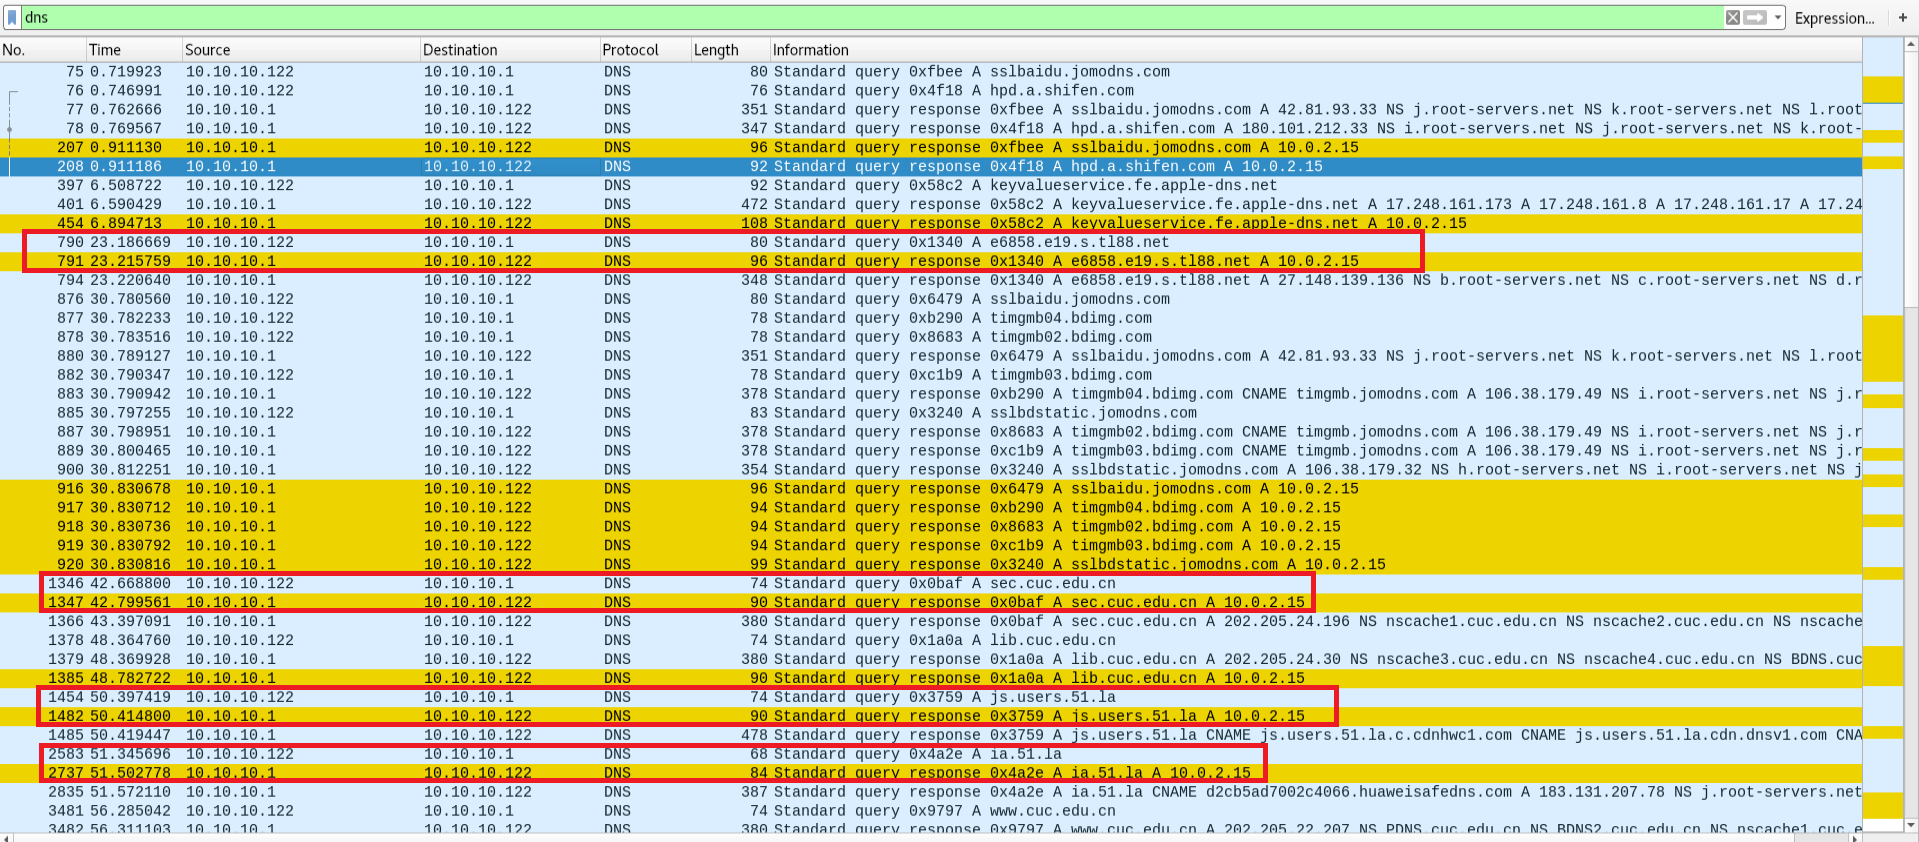 dns
Expression... +
No. Time Source Destination Protocol Length Information
75 0.719923 10.10.10.122 10.10.10.1 DNS 80 Standard query 0xfbee A sslbaidu.jomodns.com
76 0.746991 10.10.10.122 10.10.10.1 DNS 76 Standard query 0x4f18 A hpd.a.shifen.com
77 0.762666 10.10.10.1 10.10.10.122 DNS 351 Standard query response 0xfbee A sslbaidu.jomodns.com A 42.81.93.33 NS j.root-servers.net NS k.root-servers.net NS l.root
78 0.769567 10.10.10.1 10.10.10.122 DNS 347 Standard query response 0x4f18 A hpd.a.shifen.com A 180.101.212.33 NS i.root-servers.net NS j.root-servers.net NS k.root-
207 0.911130 10.10.10.1 10.10.10.122 DNS 96 Standard query response 0xfbee A sslbaidu.jomodns.com A 10.0.2.15
208 0.911186 10.10.10.1 10.10.10.122 DNS 92 Standard query response 0x4f18 A hpd.a.shifen.com A 10.0.2.15
397 6.508722 10.10.10.122 10.10.10.1 DNS 92 Standard query 0x58c2 A keyvalueservice.fe.apple-dns.net
401 6.590429 10.10.10.1 10.10.10.122 DNS 472 Standard query response 0x58c2 A keyvalueservice.fe.apple-dns.net A 17.248.161.173 A 17.248.161.8 A 17.248.161.17 A 17.24
454 6.894713 10.10.10.1 10.10.10.122 DNS 108 Standard query response 0x58c2 A keyvalueservice.fe.apple-dns.net A 10.0.2.15
790 23.186669 10.10.10.122 10.10.10.1 DNS 80 Standard query 0x1340 A e6858.e19.s.tl88.net
791 23.215759 10.10.10.1 10.10.10.122 DNS 96 Standard query response 0x1340 A e6858.e19.s.tl88.net A 10.0.2.15
794 23.220640 10.10.10.1 10.10.10.122 DNS 348 Standard query response 0x1340 A e6858.e19.s.tl88.net A 27.148.139.136 NS b.root-servers.net NS c.root-servers.net NS d.r
876 30.780560 10.10.10.122 10.10.10.1 DNS 80 Standard query 0x6479 A sslbaidu.jomodns.com
877 30.782233 10.10.10.122 10.10.10.1 DNS 78 Standard query 0xb290 A timgmb04.bdimg.com
878 30.783516 10.10.10.122 10.10.10.1 DNS 78 Standard query 0x8683 A timgmb02.bdimg.com
880 30.789127 10.10.10.1 10.10.10.122 DNS 351 Standard query response 0x6479 A sslbaidu.jomodns.com A 42.81.93.33 NS j.root-servers.net NS k.root-servers.net NS l.root
882 30.790347 10.10.10.122 10.10.10.1 DNS 78 Standard query 0xc1b9 A timgmb03.bdimg.com
883 30.790942 10.10.10.1 10.10.10.122 DNS 378 Standard query response 0xb290 A timgmb04.bdimg.com CNAME timgmb.jomodns.com A 106.38.179.49 NS i.root-servers.net NS j.r
885 30.797255 10.10.10.122 10.10.10.1 DNS 83 Standard query 0x3240 A sslbdstatic.jomodns.com
887 30.798951 10.10.10.1 10.10.10.122 DNS 378 Standard query response 0x8683 A timgmb02.bdimg.com CNAME timgmb.jomodns.com A 106.38.179.49 NS i.root-servers.net NS j.r
889 30.800465 10.10.10.1 10.10.10.122 DNS 378 Standard query response 0xc1b9 A timgmb03.bdimg.com CNAME timgmb.jomodns.com A 106.38.179.49 NS i.root-servers.net NS j.r
900 30.812251 10.10.10.1 10.10.10.122 DNS 354 Standard query response 0x3240 A sslbdstatic.jomodns.com A 106.38.179.32 NS h.root-servers.net NS i.root-servers.net NS j
916 30.830678 10.10.10.1 10.10.10.122 DNS 96 Standard query response 0x6479 A sslbaidu.jomodns.com A 10.0.2.15
917 30.830712 10.10.10.1 10.10.10.122 DNS 94 Standard query response 0xb290 A timgmb04.bdimg.com A 10.0.2.15
918 30.830736 10.10.10.1 10.10.10.122 DNS 94 Standard query response 0x8683 A timgmb02.bdimg.com A 10.0.2.15
919 30.830792 10.10.10.1 10.10.10.122 DNS 94 Standard query response 0xc1b9 A timgmb03.bdimg.com A 10.0.2.15
920 30.830816 10.10.10.1 10.10.10.122 DNS 99 Standard query response 0x3240 A sslbdstatic.jomodns.com A 10.0.2.15
1346 42.668800 10.10.10.122 10.10.10.1 DNS 74 Standard query 0x0baf A sec.cuc.edu.cn
1347 42.799561 10.10.10.1 10.10.10.122 DNS 90 Standard query response 0x0baf A sec.cuc.edu.cn A 10.0.2.15
1366 43.397091 10.10.10.1 10.10.10.122 DNS 380 Standard query response 0x0baf A sec.cuc.edu.cn A 202.205.24.196 NS nscache1.cuc.edu.cn NS nscache2.cuc.edu.cn NS nscache
1378 48.364760 10.10.10.122 10.10.10.1 DNS 74 Standard query 0x1a0a A lib.cuc.edu.cn
1379 48.369928 10.10.10.1 10.10.10.122 DNS 380 Standard query response 0x1a0a A lib.cuc.edu.cn A 202.205.24.30 NS nscache3.cuc.edu.cn NS nscache4.cuc.edu.cn NS BDNS.cuc
1385 48.782722 10.10.10.1 10.10.10.122 DNS 90 Standard query response 0x1a0a A lib.cuc.edu.cn A 10.0.2.15
1454 50.397419 10.10.10.122 10.10.10.1 DNS 74 Standard query 0x3759 A js.users.51.la
1482 50.414800 10.10.10.1 10.10.10.122 DNS 90 Standard query response 0x3759 A js.users.51.la A 10.0.2.15
1485 50.419447 10.10.10.1 10.10.10.122 DNS 478 Standard query response 0x3759 A js.users.51.la CNAME js.users.51.la.c.cdnhwc1.com CNAME js.users.51.la.cdn.dnsv1.com CNA
2583 51.345696 10.10.10.122 10.10.10.1 DNS 68 Standard query 0x4a2e A ia.51.la
2737 51.502778 10.10.10.1 10.10.10.122 DNS 84 Standard query response 0x4a2e A ia.51.la A 10.0.2.15
2835 51.572110 10.10.10.1 10.10.10.122 DNS 387 Standard query response 0x4a2e A ia.51.la CNAME d2cb5ad7002c4066.huaweisafedns.com A 183.131.207.78 NS j.root-servers.net
3481 56.285042 10.10.10.122 10.10.10.1 DNS 74 Standard query 0x9797 A www.cuc.edu.cn
3482 56.311103 10.10.10.1 10.10.10.122 DNS 380 Standard query response 0x9797 A www.cuc.edu.cn A 202.205.22.207 NS PDNS.cuc.edu.cn NS BDNS2.cuc.edu.cn NS nscache1.cuc.e